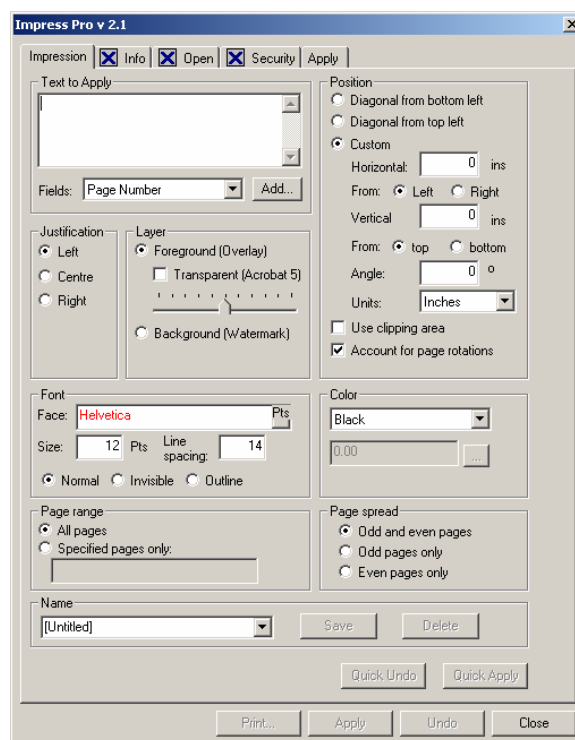 Impress Pro v 2.1
Impression Info Open Security Apply
Text to Apply
Fields: Page Number Add...
Justification
Left
Centre
Right
Layer
Foreground (Overlay)
Transparent (Acrobat 5)
Background (Watermark)
Position
Diagonal from bottom left
Diagonal from top left
Custom
Horizontal: 0 ins
From: Left Right
Vertical 0 ins
From: top bottom
Angle: 0 o
Units: Inches
Use clipping area
Account for page rotations
Font
Face: Helvetica Pts
Size: 12 Pts Line spacing: 14
Normal Invisible Outline
Color
Black
0.00 ...
Page range
All pages
Specified pages only:
Page spread
Odd and even pages
Odd pages only
Even pages only
Name
[Untitled] Save Delete
Quick Undo Quick Apply
Print... Apply Undo Close